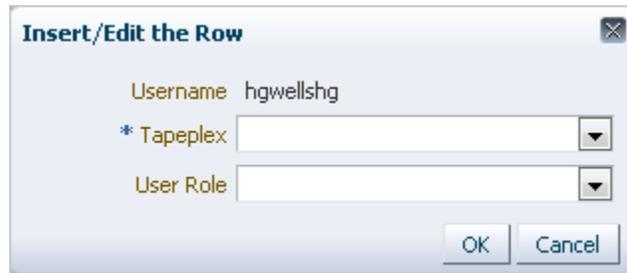 Insert/Edit the Row
Username hgwellshg
* Tapeplex
User Role
OK Cancel